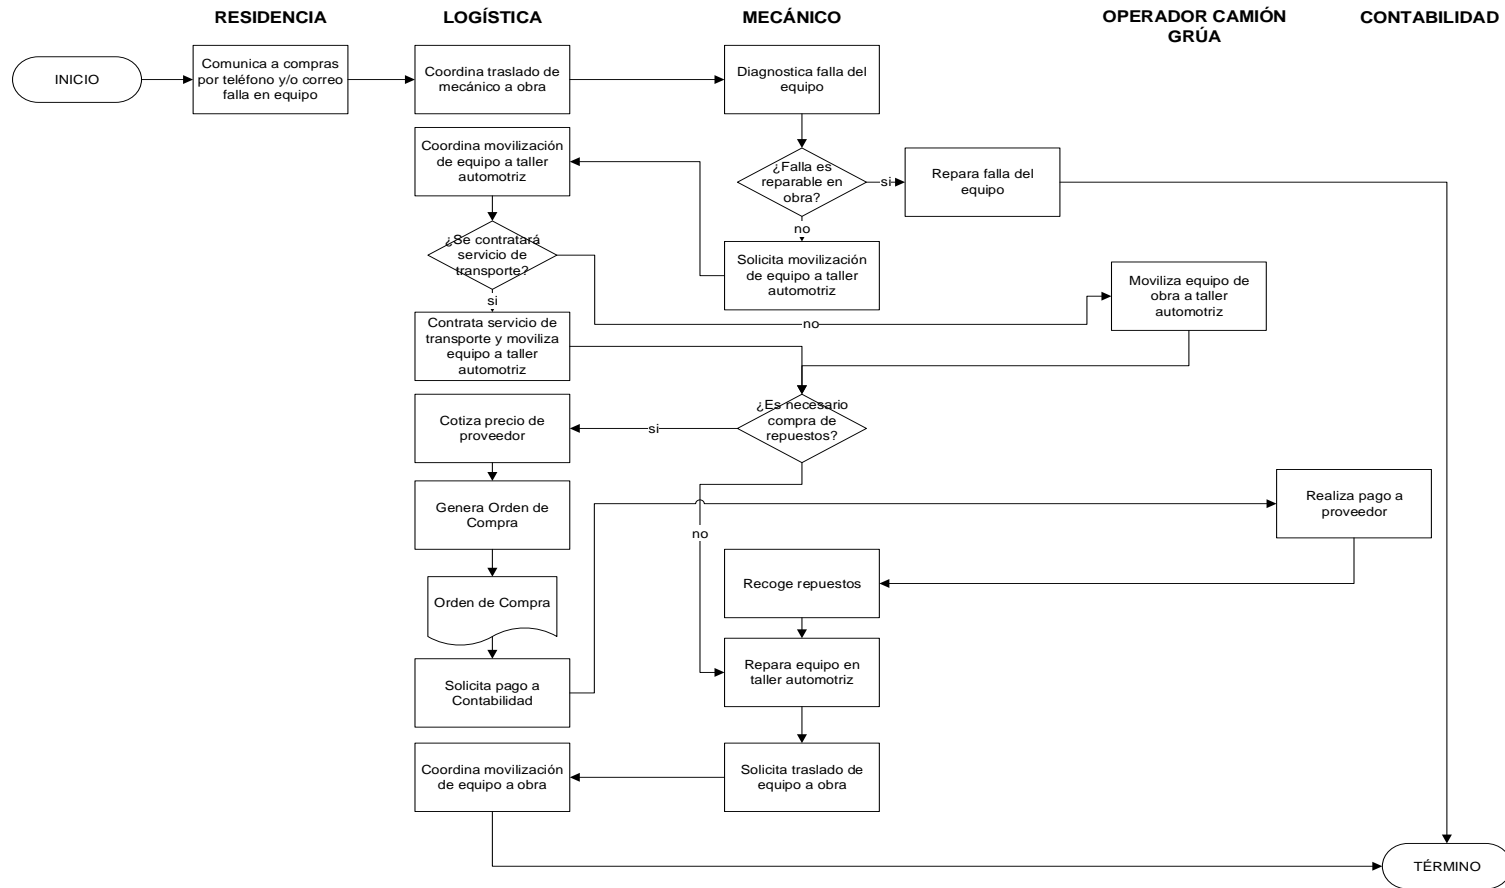 RESIDENCIA
LOGÍSTICA
MECÁNICO
OPERADOR CAMIÓN
GRÚA
CONTABILIDAD
INICIO
Comunica a compras
por teléfono y/o correo
falla en equipo
Coordina traslado de
mecánico a obra
Diagnostica falla del
equipo
Coordina movilización
de equipo a taller
automotriz
¿Falla es
reparable en
obra?
si
Repara falla del
equipo
no
¿Se contratará
servicio de
transporte?
Solicita movilización
de equipo a taller
automotriz
Moviliza equipo de
obra a taller
automotriz
si
no
Contrata servicio de
transporte y moviliza
equipo a taller
automotriz
¿Es necesario
compra de
repuestos?
si
Cotiza precio de
proveedor
Genera Orden de
Compra
Realiza pago a
proveedor
no
Recoge repuestos
Orden de Compra
Repara equipo en
taller automotriz
Solicita pago a
Contabilidad
Coordina movilización
de equipo a obra
Solicita traslado de
equipo a obra
TÉRMINO